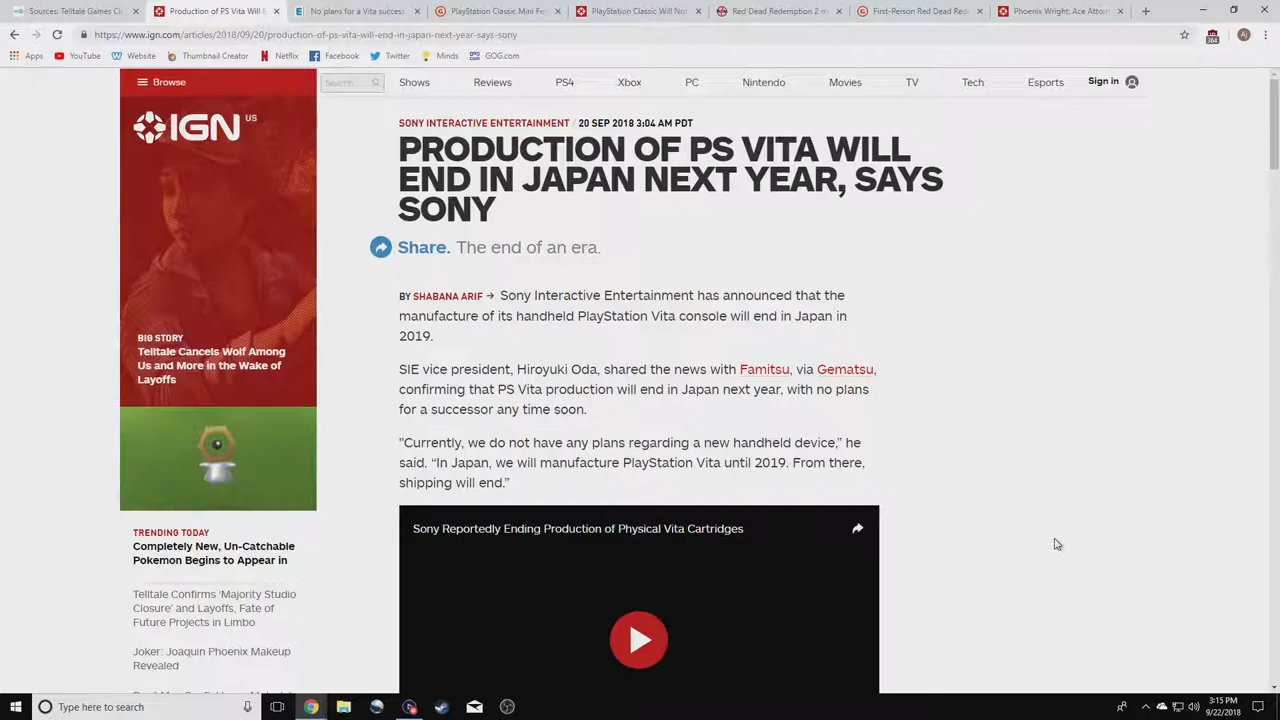 Sources: Telltale Games Cl
Production of PS Vita Will E
No plans for a Vita success
PlayStation Classic Mini Fe
PlayStation Classic Will Not
Red Dead Redemption 2 m
First-Person Red Dead Rede
Phoenix Wright: Ace Attorn
https://www.ign.com/articles/2018/09/20/production-of-ps-vita-will-end-in-japan-next-year-says-sony
364
AJ
Apps
YouTube
Website
Thumbnail Creator
Netflix
Facebook
Twitter
Minds
GOG.com
Browse
Search...
Shows
Reviews
PS4
Xbox
PC
Nintendo
Movies
TV
Tech
Esports
Sign in
IGN US
BIG STORY
Telltale Cancels Wolf Among
Us and More in the Wake of
Layoffs
TRENDING TODAY
Completely New, Un-Catchable
Pokemon Begins to Appear in
Telltale Confirms 'Majority Studio
Closure' and Layoffs, Fate of
Future Projects in Limbo
Joker: Joaquin Phoenix Makeup
Revealed
SONY INTERACTIVE ENTERTAINMENT / 20 SEP 2018 3:04 AM PDT
PRODUCTION OF PS VITA WILL
END IN JAPAN NEXT YEAR, SAYS
SONY
Share. The end of an era.
BY SHABANA ARIF → Sony Interactive Entertainment has announced that the
manufacture of its handheld PlayStation Vita console will end in Japan in
2019.
SIE vice president, Hiroyuki Oda, shared the news with Famitsu, via Gematsu,
confirming that PS Vita production will end in Japan next year, with no plans
for a successor any time soon.
"Currently, we do not have any plans regarding a new handheld device,” he
said. “In Japan, we will manufacture PlayStation Vita until 2019. From there,
shipping will end.”
Sony Reportedly Ending Production of Physical Vita Cartridges
Type here to search
3:15 PM
9/22/2018